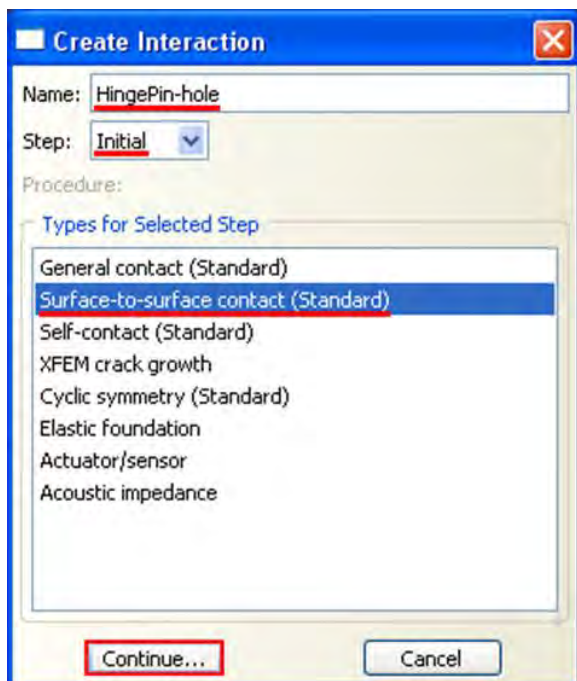 Create Interaction
Name: HingePin-hole
Step: Initial
Procedure:
Types for Selected Step
General contact (Standard)
Surface-to-surface contact (Standard)
Self-contact (Standard)
XFEM crack growth
Cyclic symmetry (Standard)
Elastic foundation
Actuator/sensor
Acoustic impedance
Continue... Cancel